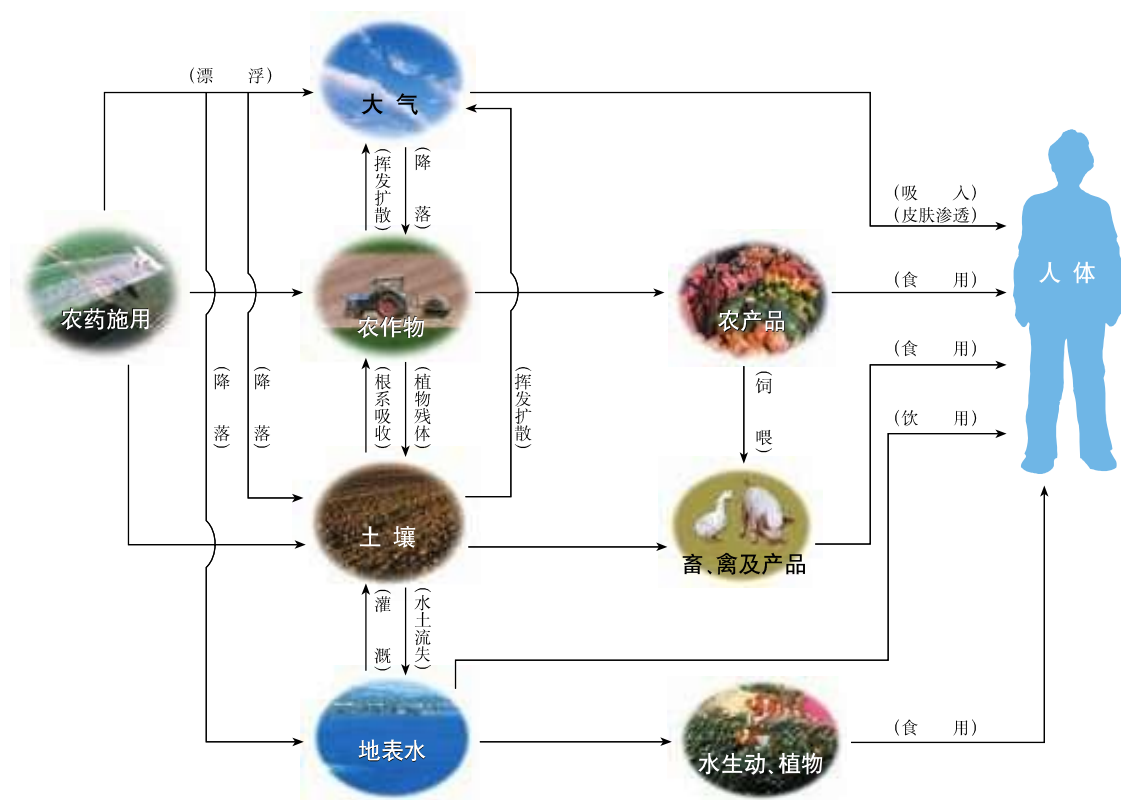 (漂 浮)
大 气
(挥发扩散)
(降 落)
(吸 入)
(皮肤渗透)
人 体
农药施用
农作物
农产品
(食 用)
(降 落)
(降 落)
(根系吸收)
(植物残体)
(挥发扩散)
(饲 喂)
(食 用)
(饮 用)
土 壤
畜、禽及产品
(灌 溉)
(水土流失)
地表水
水生动、植物
(食 用)